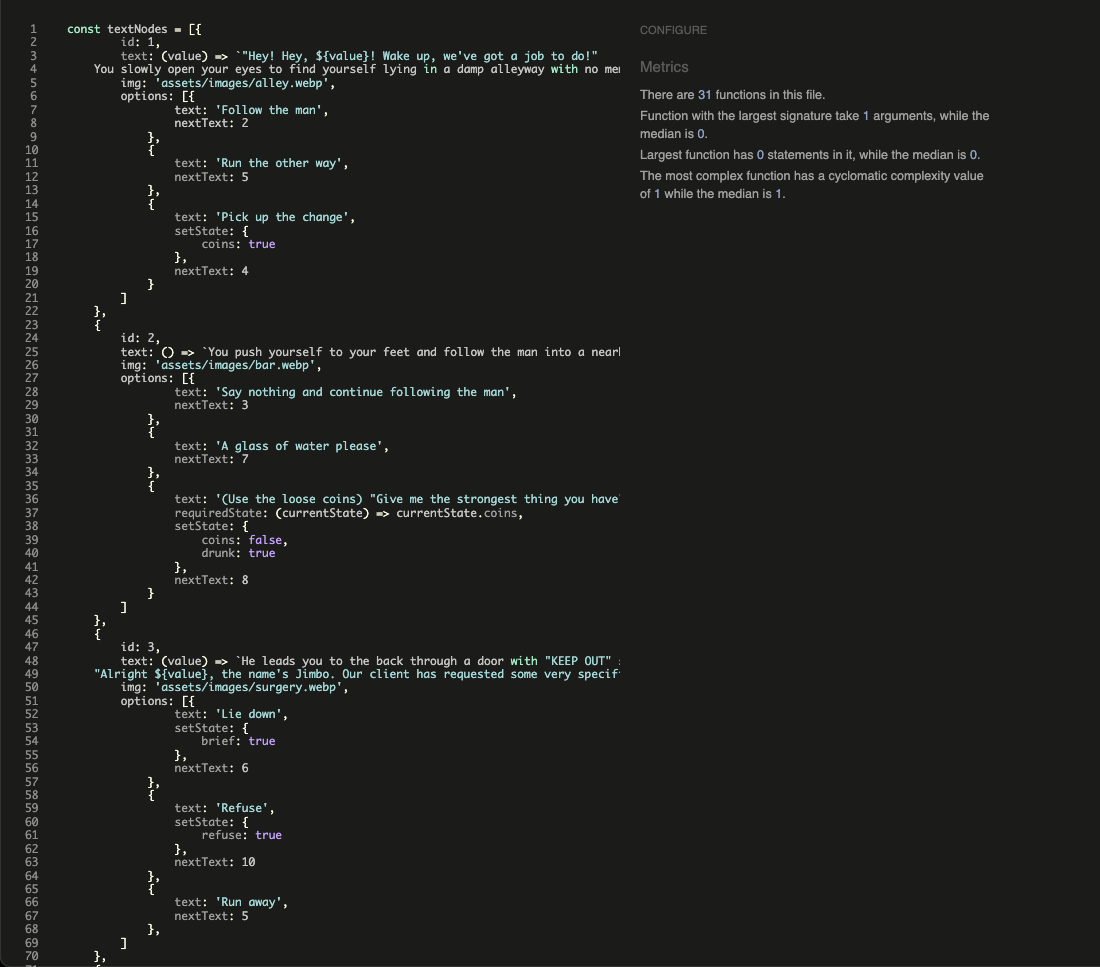 1 const textNodes = [{
2 id: 1,
3 text: (value) => `"Hey! Hey, ${value}! Wake up, we've got a job to do!"
4 You slowly open your eyes to find yourself lying in a damp alleyway with no
5 img: 'assets/images/alley.webp',
6 options: [{
7 text: 'Follow the man',
8 nextText: 2
9 },
10 {
11 text: 'Run the other way',
12 nextText: 5
13 },
14 {
15 text: 'Pick up the change',
16 setState: {
17 coins: true
18 },
19 nextText: 4
20 }
21 ]
22 },
23 {
24 id: 2,
25 text: () => `You push yourself to your feet and follow the man into a
26 img: 'assets/images/bar.webp',
27 options: [{
28 text: 'Say nothing and continue following the man',
29 nextText: 3
30 },
31 {
32 text: 'A glass of water please',
33 nextText: 7
34 },
35 {
36 text: '(Use the loose coins) "Give me the strongest thing you have
37 requiredState: (currentState) => currentState.coins,
38 setState: {
39 coins: false,
40 drunk: true
41 },
42 nextText: 8
43 }
44 ]
45 },
46 {
47 id: 3,
48 text: (value) => `He leads you to the back through a door with "KEEP OUT"
49 "Alright ${value}, the name's Jimbo. Our client has requested some very
50 img: 'assets/images/surgery.webp',
51 options: [{
52 text: 'Lie down',
53 setState: {
54 brief: true
55 },
56 nextText: 6
57 },
58 {
59 text: 'Refuse',
60 setState: {
61 refuse: true
62 },
63 nextText: 10
64 },
65 {
66 text: 'Run away',
67 nextText: 5
68 },
69 ]
70 },
CONFIGURE
Metrics
There are 31 functions in this file.
Function with the largest signature take 1 arguments, while the
median is 0.
Largest function has 0 statements in it, while the median is 0.
The most complex function has a cyclomatic complexity value
of 1 while the median is 1.